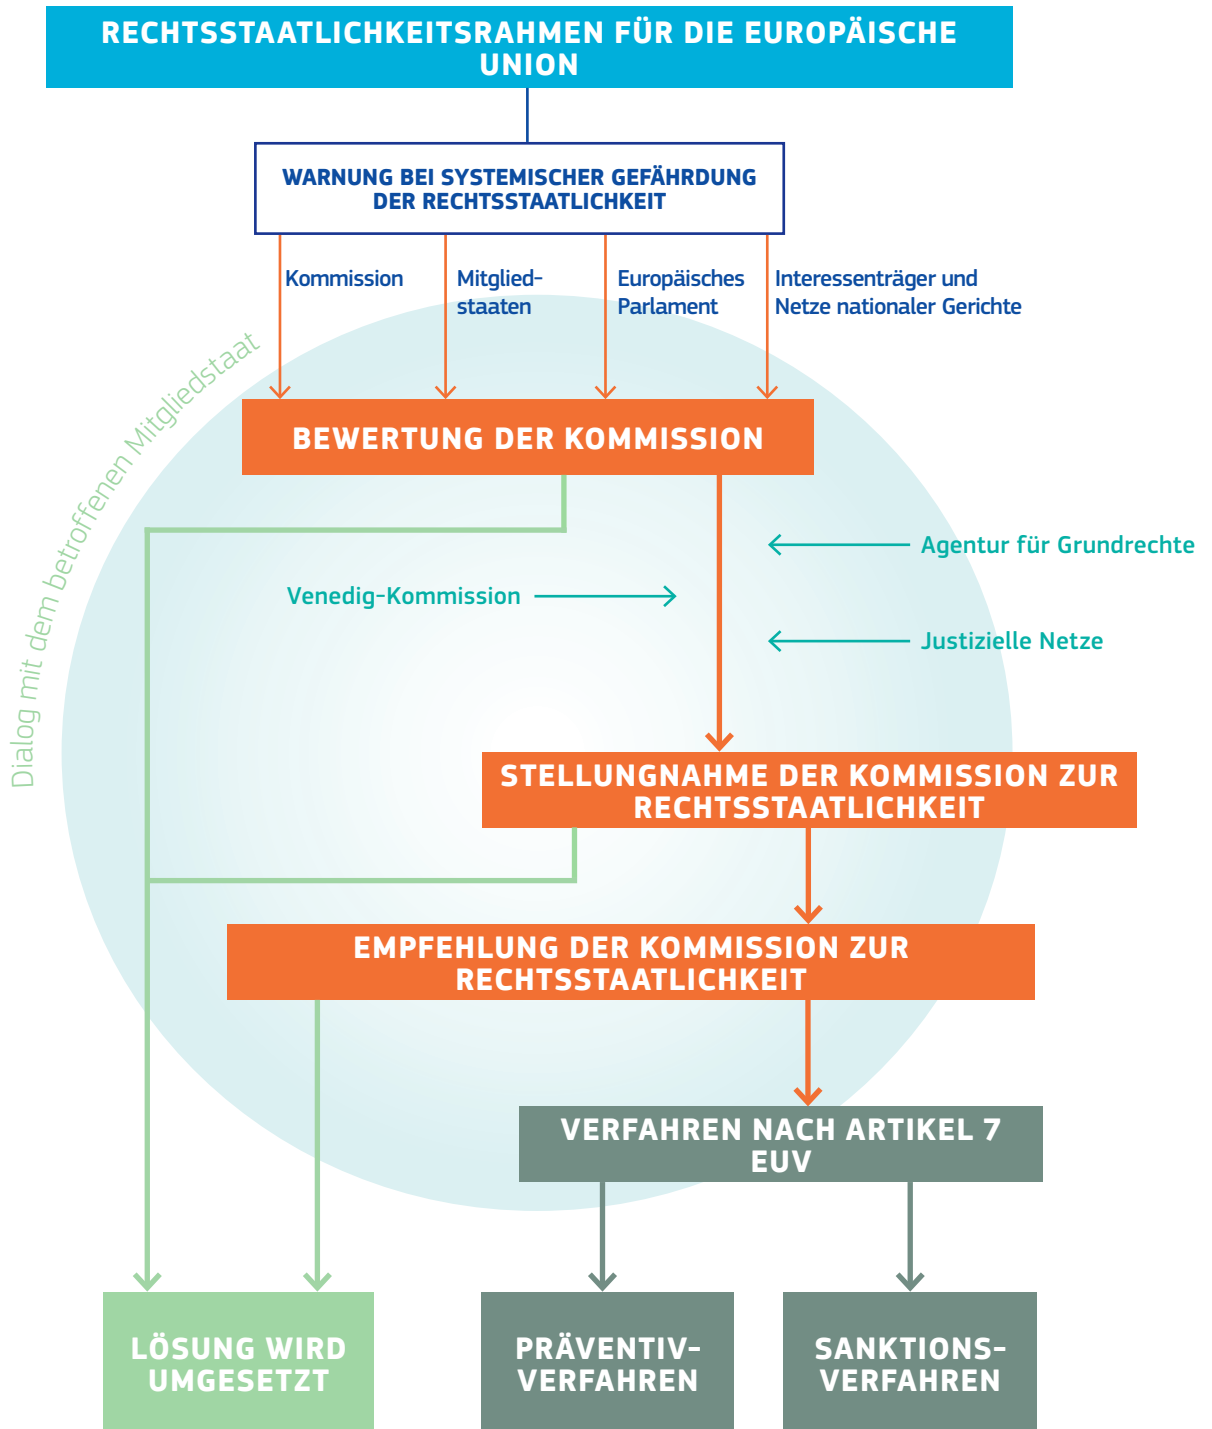 RECHTSSTAATLICHKEITSRAHMEN FÜR DIE EUROPÄISCHE
UNION
WARNUNG BEI SYSTEMISCHER GEFÄHRDUNG
DER RECHTSSTAATLICHKEIT
Kommission
Mitglied-
staaten
Europäisches
Parlament
Interessenträger und
Netze nationaler Gerichte
Dialog mit dem betroffenen Mitgliedstaat
BEWERTUNG DER KOMMISSION
Agentur für Grundrechte
Venedig-Kommission
Justizielle Netze
STELLUNGNAHME DER KOMMISSION ZUR
RECHTSSTAATLICHKEIT
EMPFEHLUNG DER KOMMISSION ZUR
RECHTSSTAATLICHKEIT
VERFAHREN NACH ARTIKEL 7
EUV
LÖSUNG WIRD
UMGESETZT
PRÄVENTIV-
VERFAHREN
SANKTIONS-
VERFAHREN